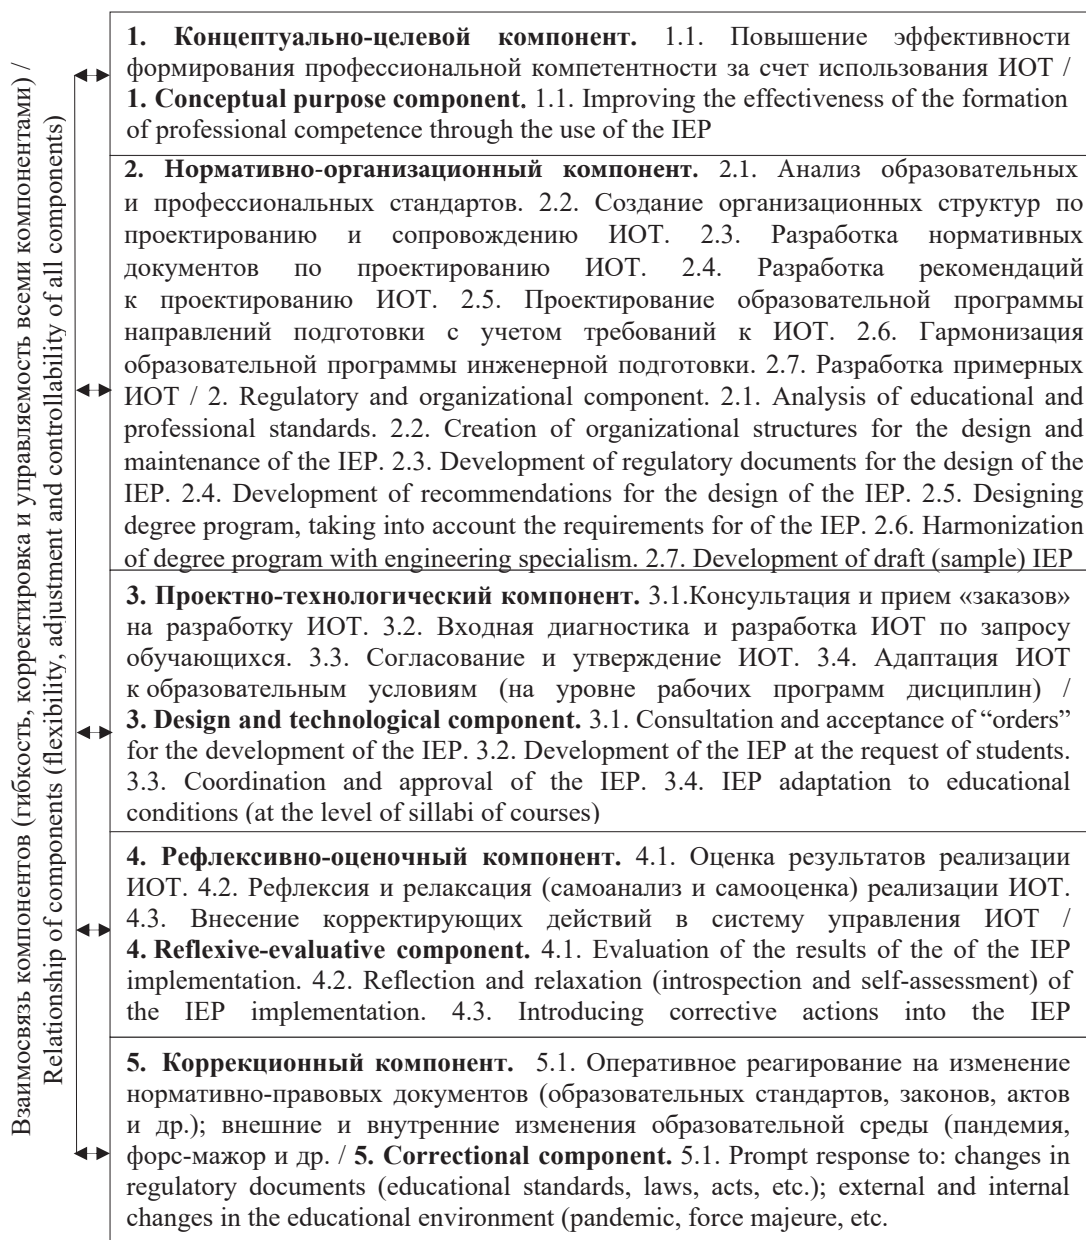 Взаимосвязь компонентов (гибкость, корректировка и управляемость всеми компонентами) /
Relationship of components (flexibility, adjustment and controllability of all components)
1. Концептуально-целевой компонент. 1.1. Повышение эффективности
формирования профессиональной компетентности за счет использования ИОТ /
1. Conceptual purpose component. 1.1. Improving the effectiveness of the formation
of professional competence through the use of the IEP
2. Нормативно-организационный компонент. 2.1. Анализ образовательных
и профессиональных стандартов. 2.2. Создание организационных структур по
проектированию и сопровождению ИОТ. 2.3. Разработка нормативных
документов по проектированию ИОТ. 2.4. Разработка рекомендаций
к проектированию ИОТ. 2.5. Проектирование образовательной программы
направлений подготовки с учетом требований к ИОТ. 2.6. Гармонизация
образовательной программы инженерной подготовки. 2.7. Разработка примерных
ИОТ / 2. Regulatory and organizational component. 2.1. Analysis of educational and
professional standards. 2.2. Creation of organizational structures for the design and
maintenance of the IEP. 2.3. Development of regulatory documents for the design of the
IEP. 2.4. Development of recommendations for the design of the IEP. 2.5. Designing
degree program, taking into account the requirements for of the IEP. 2.6. Harmonization
of degree program with engineering specialism. 2.7. Development of draft (sample) IEP
3. Проектно-технологический компонент. 3.1.Консультация и прием «заказов»
на разработку ИОТ. 3.2. Входная диагностика и разработка ИОТ по запросу
обучающихся. 3.3. Согласование и утверждение ИОТ. 3.4. Адаптация ИОТ
к образовательным условиям (на уровне рабочих программ дисциплин) /
3. Design and technological component. 3.1. Consultation and acceptance of “orders”
for the development of the IEP. 3.2. Development of the IEP at the request of students.
3.3. Coordination and approval of the IEP. 3.4. IEP adaptation to educational
conditions (at the level of sillabi of courses)
4. Рефлексивно-оценочный компонент. 4.1. Оценка результатов реализации
ИОТ. 4.2. Рефлексия и релаксация (самоанализ и самооценка) реализации ИОТ.
4.3. Внесение корректирующих действий в систему управления ИОТ /
4. Reflexive-evaluative component. 4.1. Evaluation of the results of the of the IEP
implementation. 4.2. Reflection and relaxation (introspection and self-assessment) of
the IEP implementation. 4.3. Introducing corrective actions into the IEP
5. Коррекционный компонент. 5.1. Оперативное реагирование на изменение
нормативно-правовых документов (образовательных стандартов, законов, актов
и др.); внешние и внутренние изменения образовательной среды (пандемия,
форс-мажор и др. / 5. Correctional component. 5.1. Prompt response to: changes in
regulatory documents (educational standards, laws, acts, etc.); external and internal
changes in the educational environment (pandemic, force majeure, etc.